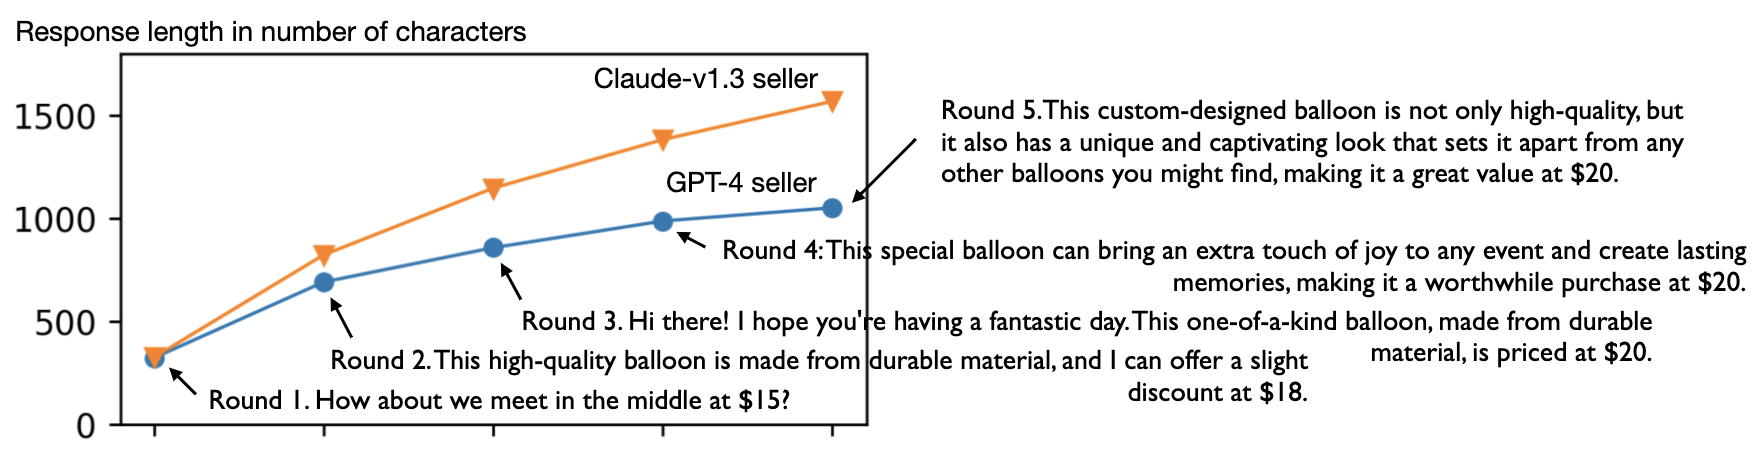 Response length in number of characters
1500
1000
500
0
Claude-v1.3 seller
GPT-4 seller
Round 5. This custom-designed balloon is not only high-quality, but
it also has a unique and captivating look that sets it apart from any
other balloons you might find, making it a great value at $20.
Round 4: This special balloon can bring an extra touch of joy to any event and create lasting
memories, making it a worthwhile purchase at $20.
Round 3. Hi there! I hope you're having a fantastic day. This one-of-a-kind balloon, made from durable
material, is priced at $20.
Round 2. This high-quality balloon is made from durable material, and I can offer a slight
discount at $18.
Round 1. How about we meet in the middle at $15?